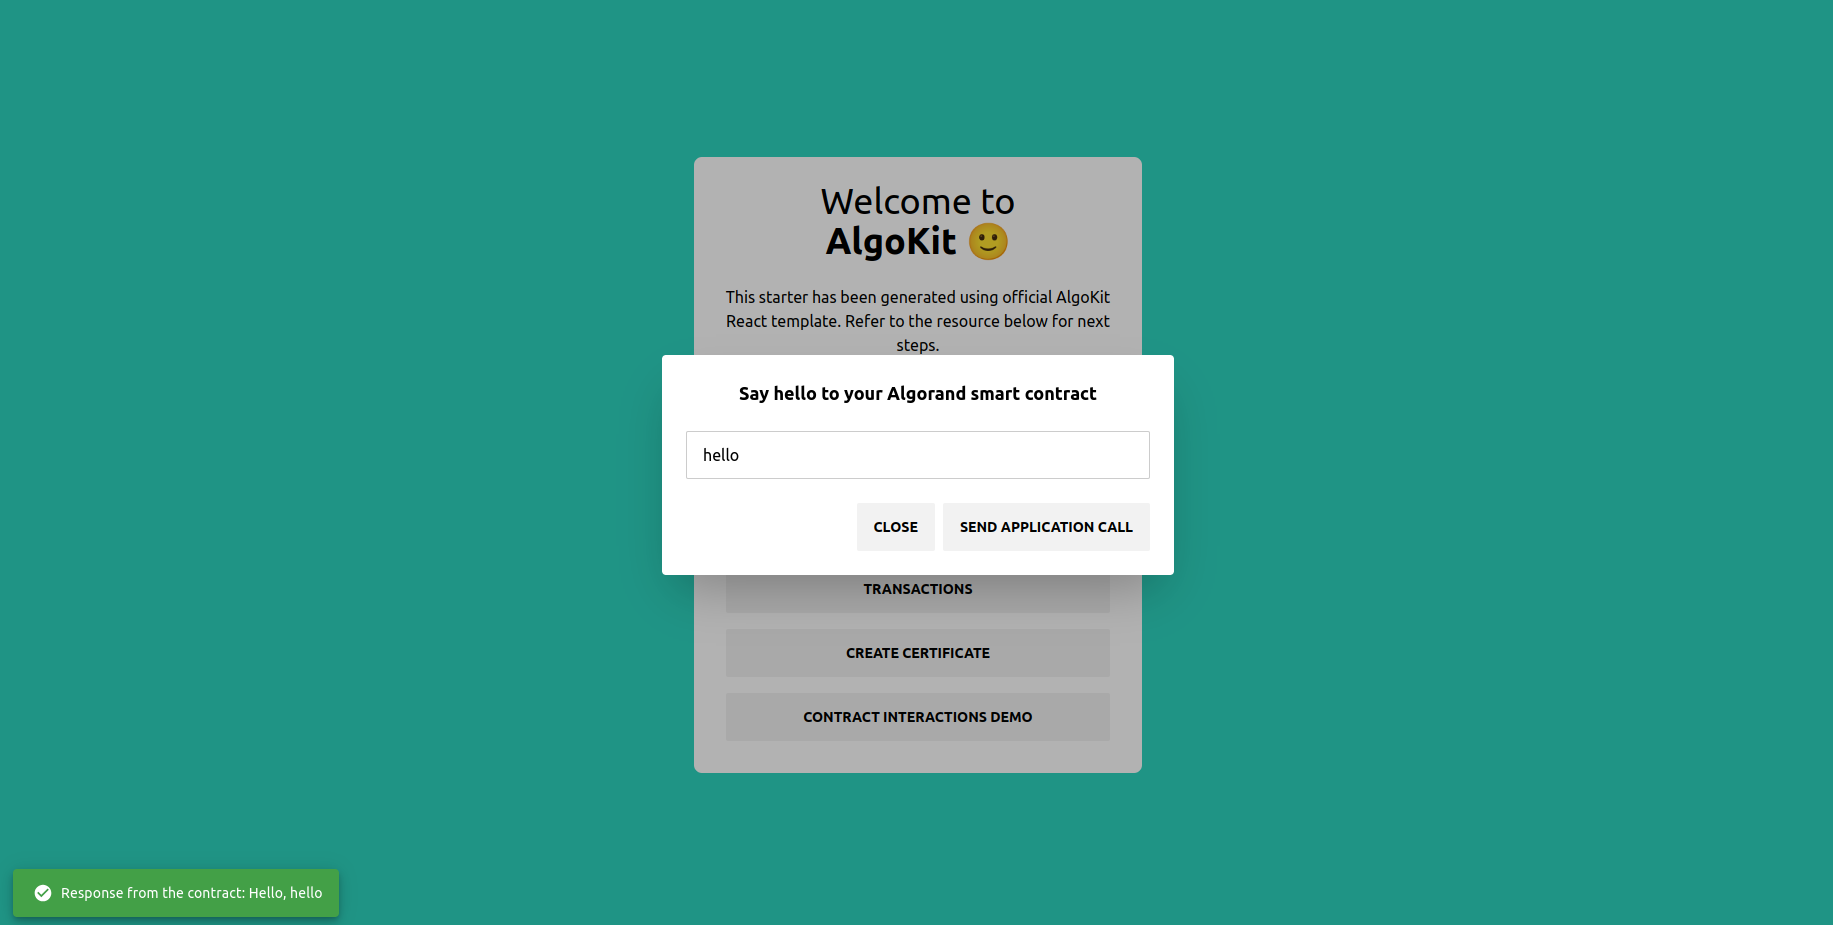 Welcome to
AlgoKit 🙂
This starter has been generated using official AlgoKit
React template. Refer to the resource below for next
steps.
Say hello to your Algorand smart contract
hello
CLOSE
SEND APPLICATION CALL
TRANSACTIONS
CREATE CERTIFICATE
CONTRACT INTERACTIONS DEMO
Response from the contract: Hello, hello